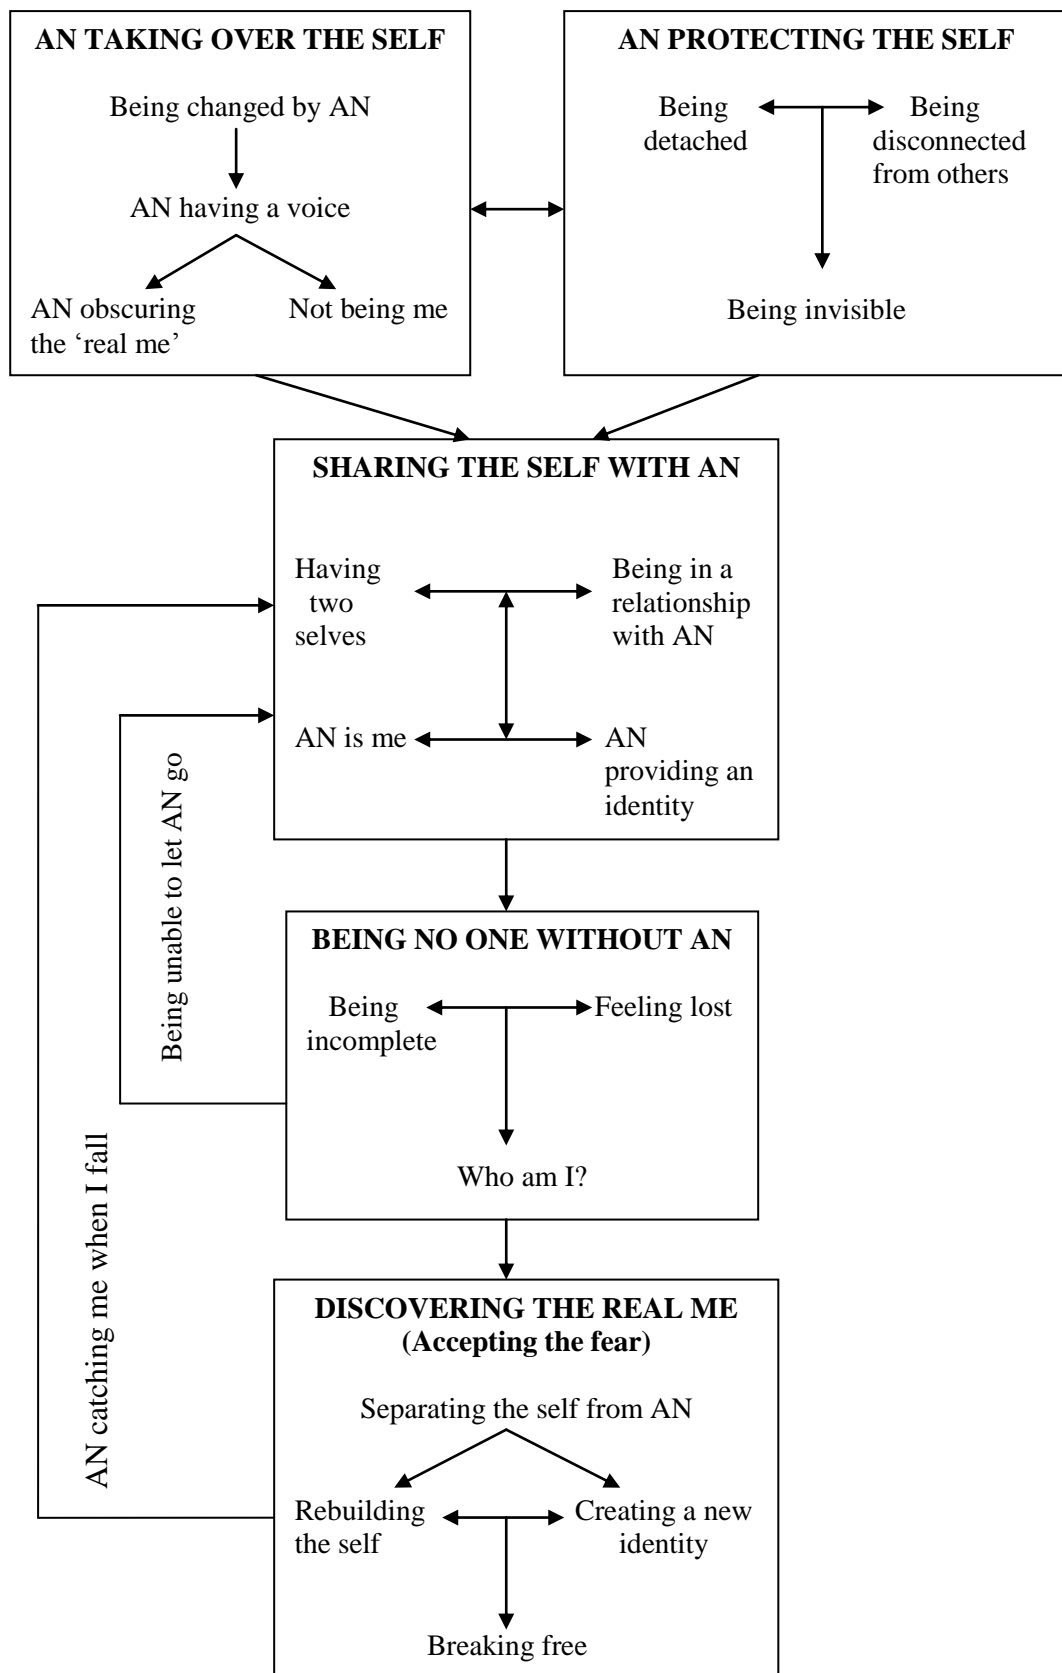 AN TAKING OVER THE SELF
Being changed by AN
AN having a voice
AN obscuring
the ‘real me’
Not being me
AN PROTECTING THE SELF
Being
detached
Being
disconnected
from others
Being invisible
SHARING THE SELF WITH AN
Having
two
selves
Being in a
relationship
with AN
AN is me
AN
providing an
identity
Being unable to let AN go
BEING NO ONE WITHOUT AN
Being
incomplete
Feeling lost
Who am I?
AN catching me when I fall
DISCOVERING THE REAL ME
(Accepting the fear)
Separating the self from AN
Rebuilding
the self
Creating a new
identity
Breaking free